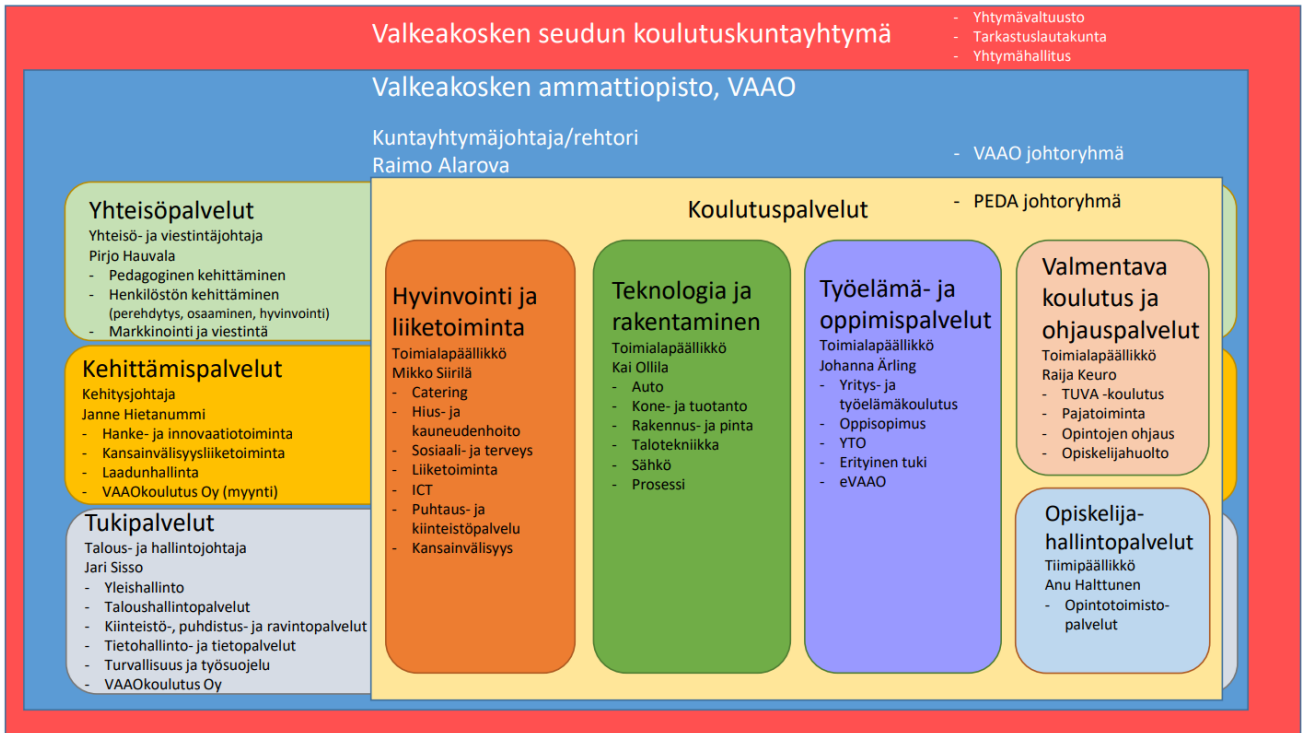 Valkeakosken seudun koulutuskuntayhtymä
- Yhtymävaltuusto
- Tarkastuslautakunta
- Yhtymähallitus
Valkeakosken ammattiopisto, VAAO
Kuntayhtymäjohtaja/rehtori
Raimo Alarova
- VAAO johtoryhmä
Yhteisöpalvelut
Yhteisö- ja viestintäjohtaja
Pirjo Hauvala
- Pedagoginen kehittäminen
- Henkilöstön kehittäminen
(perehdytys, osaaminen, hyvinvointi)
- Markkinointi ja viestintä
Kehittämispalvelut
Kehitysjohtaja
Janne Hietanummi
- Hanke- ja innovaatiotoiminta
- Kansainvälisyysliiketoiminta
- Laadunhallinta
- VAAOkoulutus Oy (myynti)
Tukipalvelut
Talous- ja hallintojohtaja
Jari Sisso
- Yleishallinto
- Taloushallintopalvelut
- Kiinteistö-, puhdistus- ja ravintopalvelut
- Tietohallinto- ja tietopalvelut
- Turvallisuus ja työsuojelu
- VAAOkoulutus Oy
Koulutuspalvelut
- PEDA johtoryhmä
Hyvinvointi ja
liiketoiminta
Toimialapäällikkö
Mikko Siirilä
- Catering
- Hius- ja
kauneudenhoito
- Sosiaali- ja terveys
- Liiketoiminta
- ICT
- Puhtaus- ja
kiinteistöpalvelu
- Kansainvälisyys
Teknologia ja
rakentaminen
Toimialapäällikkö
Kai Ollila
- Auto
- Kone- ja tuotanto
- Rakennus- ja pinta
- Talotekniikka
- Sähkö
- Prosessi
Työelämä- ja
oppimispalvelut
Toimialapäällikkö
Johanna Ärling
- Yritys- ja
työelämäkoulutus
- Oppisopimus
- YTO
- Erityinen tuki
- eVAAO
Valmentava
koulutus ja
ohjauspalvelut
Toimialapäällikkö
Raija Keuro
- TUVA -koulutus
- Pajatoiminta
- Opintojen ohjaus
- Opiskelijahuolto
Opiskelija-
hallintopalvelut
Tiimipäällikkö
Anu Halttunen
- Opintotoimisto-
palvelut